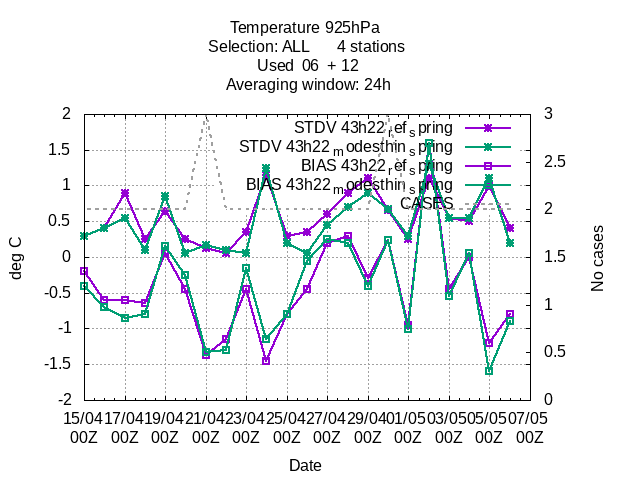 Temperature 925hPa
Selection: ALL 4 stations
Used 06 + 12
Averaging window: 24h
STDV 43h22_ref_spring
STDV 43h22_modesthin_spring
BIAS 43h22_ref_spring
BIAS 43h22_modesthin_spring
CASES
2
1.5
1
0.5
0
-0.5
-1
-1.5
-2
deg C
3
2.5
2
1.5
1
0.5
0
No cases
15/04 17/04 19/04 21/04 23/04 25/04 27/04 29/04 01/05 03/05 05/05 07/05
00Z 00Z 00Z 00Z 00Z 00Z 00Z 00Z 00Z 00Z 00Z 00Z
Date